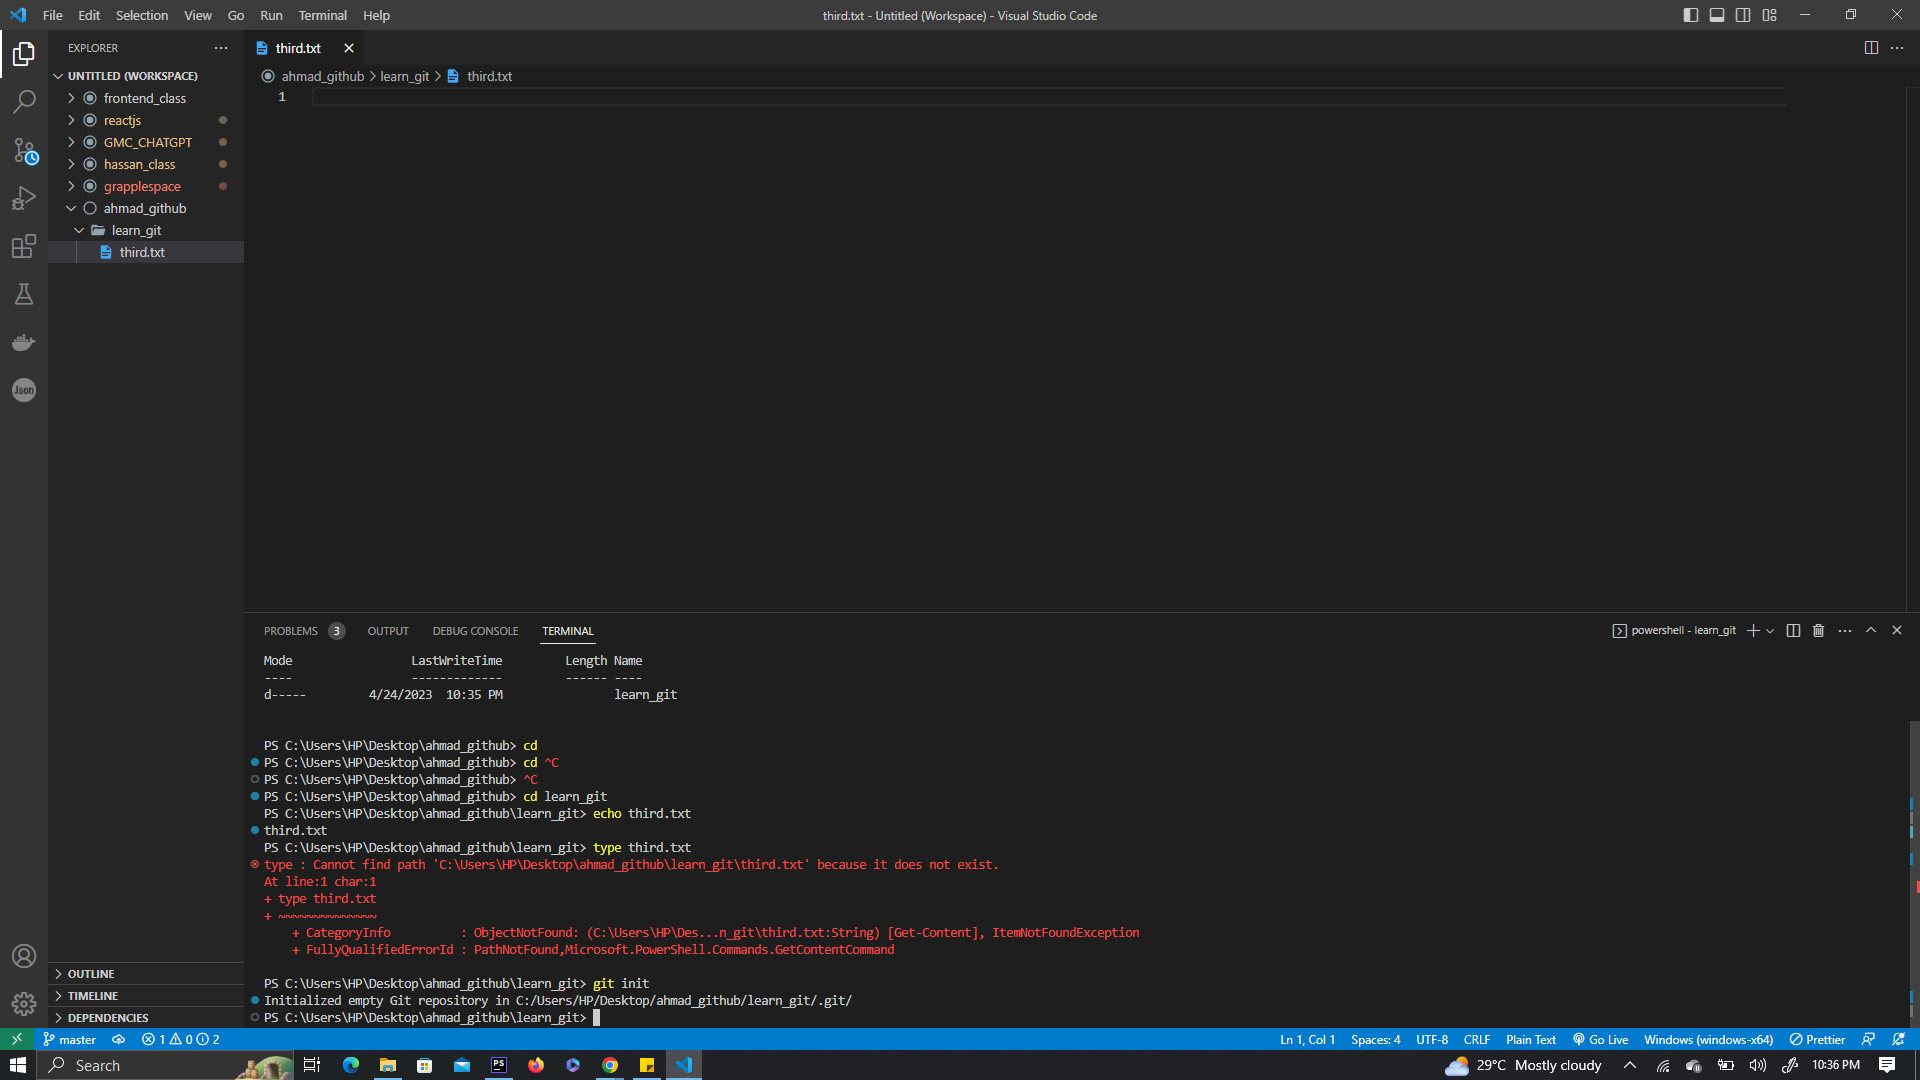 File Edit Selection View Go Run Terminal Help
third.txt - Untitled (Workspace) - Visual Studio Code
EXPLORER
UNTITLED (WORKSPACE)
frontend_class
reactjs
GMC_CHATGPT
hassan_class
grapplespace
ahmad_github
learn_git
third.txt
Json
OUTLINE
TIMELINE
DEPENDENCIES
third.txt
ahmad_github > learn_git > third.txt
1
PROBLEMS 3 OUTPUT DEBUG CONSOLE TERMINAL
powershell - learn_git
Mode LastWriteTime Length Name
---- ------------- ------ ----
d----- 4/24/2023 10:35 PM learn_git
PS C:\Users\HP\Desktop\ahmad_github> cd
PS C:\Users\HP\Desktop\ahmad_github> cd ^C
PS C:\Users\HP\Desktop\ahmad_github> ^C
PS C:\Users\HP\Desktop\ahmad_github> cd learn_git
PS C:\Users\HP\Desktop\ahmad_github\learn_git> echo third.txt
third.txt
PS C:\Users\HP\Desktop\ahmad_github\learn_git> type third.txt
type : Cannot find path 'C:\Users\HP\Desktop\ahmad_github\learn_git\third.txt' because it does not exist.
At line:1 char:1
+ type third.txt
+ ~~~~~~~~~~~~~~
+ CategoryInfo : ObjectNotFound: (C:\Users\HP\Des...n_git\third.txt:String) [Get-Content], ItemNotFoundException
+ FullyQualifiedErrorId : PathNotFound,Microsoft.PowerShell.Commands.GetContentCommand
PS C:\Users\HP\Desktop\ahmad_github\learn_git> git init
Initialized empty Git repository in C:/Users/HP/Desktop/ahmad_github/learn_git/.git/
PS C:\Users\HP\Desktop\ahmad_github\learn_git>
master 1 0 2
Ln 1, Col 1 Spaces: 4 UTF-8 CRLF Plain Text Go Live Windows (windows-x64) Prettier
Search
PS
29°C Mostly cloudy 10:36 PM